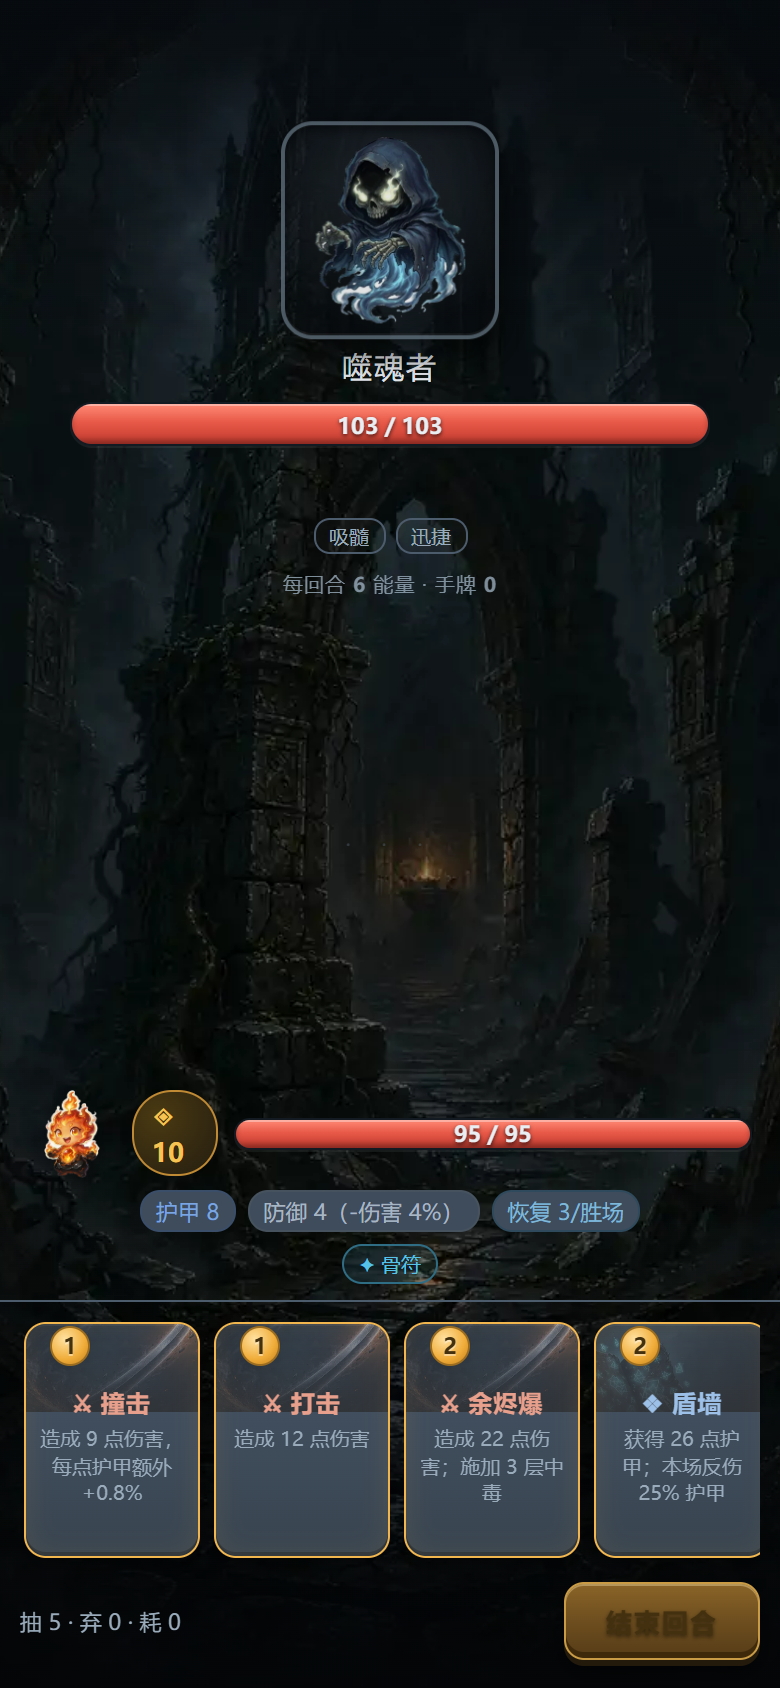 噬魂者
103 / 103
吸髓 迅捷
每回合 6 能量 · 手牌 0
◈
10
95 / 95
护甲 8 防御 4（-伤害 4%） 恢复 3/胜场
✦ 骨符
1
撞击
造成 9 点伤害，
每点护甲额外
+0.8%
1
打击
造成 12 点伤害
2
余烬爆
造成 22 点伤
害；施加 3 层中
毒
2
盾墙
获得 26 点护
甲；本场反伤
25% 护甲
抽 5 · 弃 0 · 耗 0
结束回合